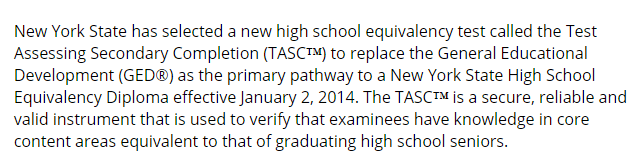 New York State has selected a new high school equivalency test called the Test
Assessing Secondary Completion (TASC™) to replace the General Educational
Development (GED®) as the primary pathway to a New York State High School
Equivalency Diploma effective January 2, 2014. The TASC™ is a secure, reliable and
valid instrument that is used to verify that examinees have knowledge in core
content areas equivalent to that of graduating high school seniors.